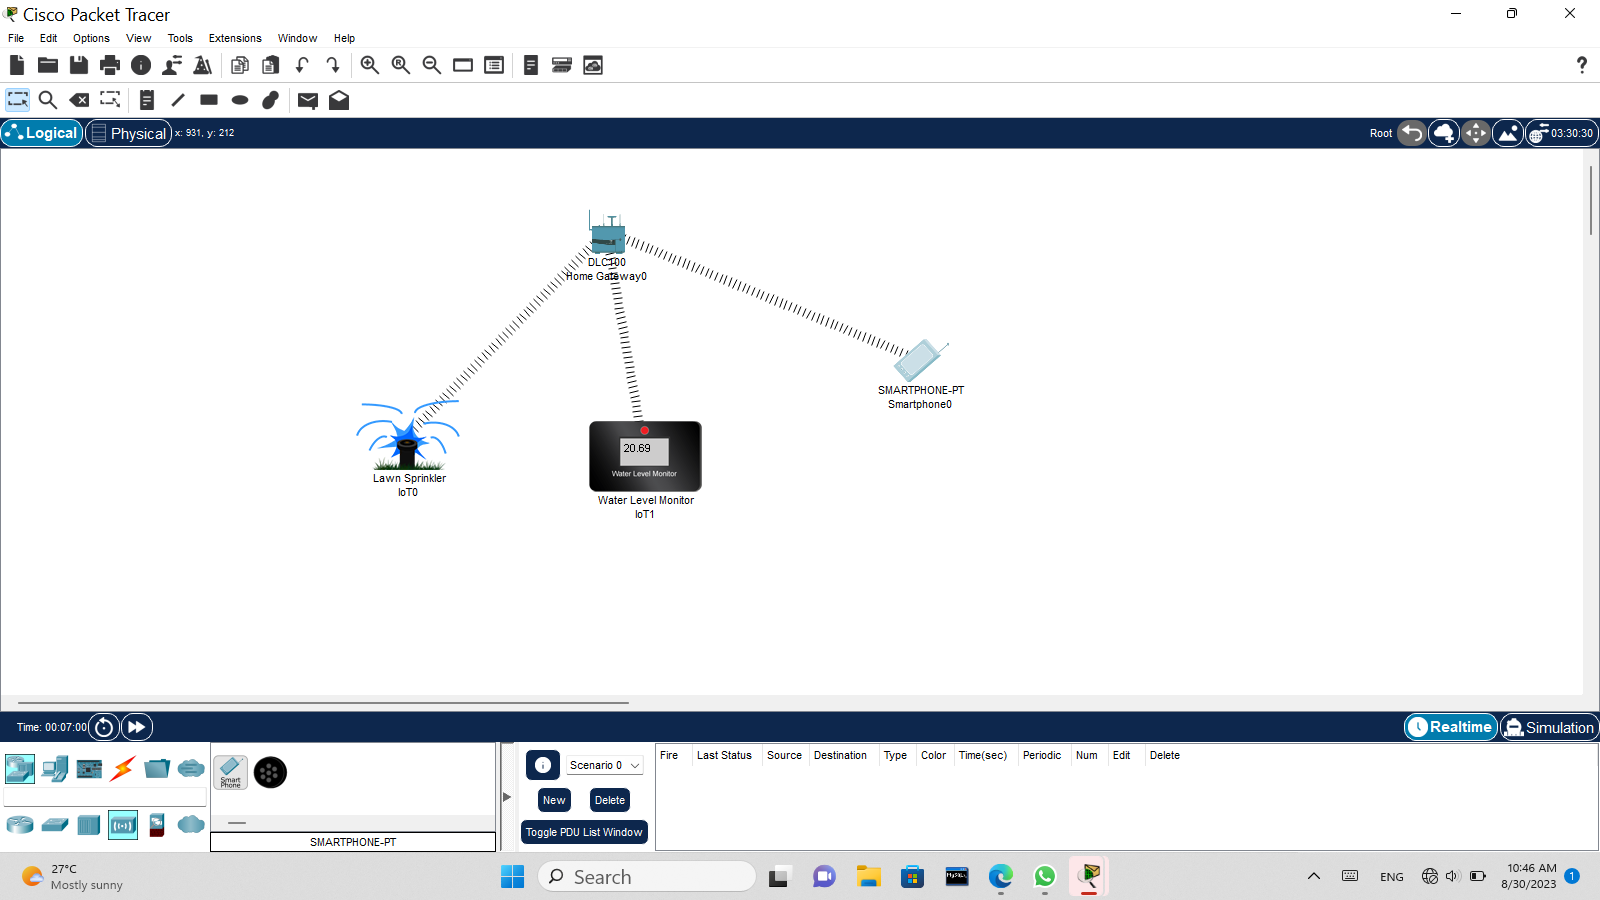 Cisco Packet Tracer
File Edit Options View Tools Extensions Window Help
Logical Physical x: 931, y: 212 Root 03:30:30
DLC100
Home Gateway0
SMARTPHONE-PT
Smartphone0
20.69
Water Level Monitor
Lawn Sprinkler
IoT0
Water Level Monitor
IoT1
Time: 00:07:00 Realtime Simulation
Fire Last Status Source Destination Type Color Time(sec) Periodic Num Edit Delete
Smart
Phone
Scenario 0
New Delete
Toggle PDU List Window
SMARTPHONE-PT
27°C
Mostly sunny
Search
MySQL
ENG
10:46 AM
8/30/2023
1